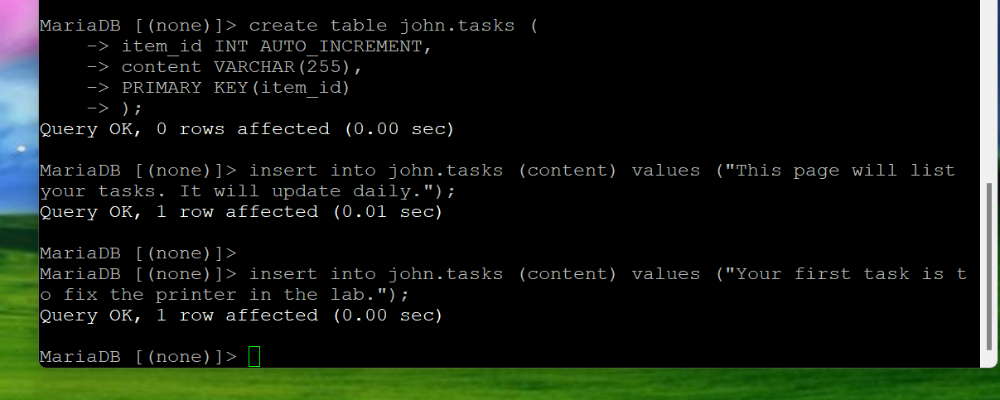 MariaDB [(none)]> create table john.tasks (
    -> item_id INT AUTO_INCREMENT,
    -> content VARCHAR(255),
    -> PRIMARY KEY(item_id)
    -> );
Query OK, 0 rows affected (0.00 sec)
MariaDB [(none)]> insert into john.tasks (content) values ("This page will list
your tasks. It will update daily.");
Query OK, 1 row affected (0.01 sec)
MariaDB [(none)]>
MariaDB [(none)]> insert into john.tasks (content) values ("Your first task is t
o fix the printer in the lab.");
Query OK, 1 row affected (0.00 sec)
MariaDB [(none)]>